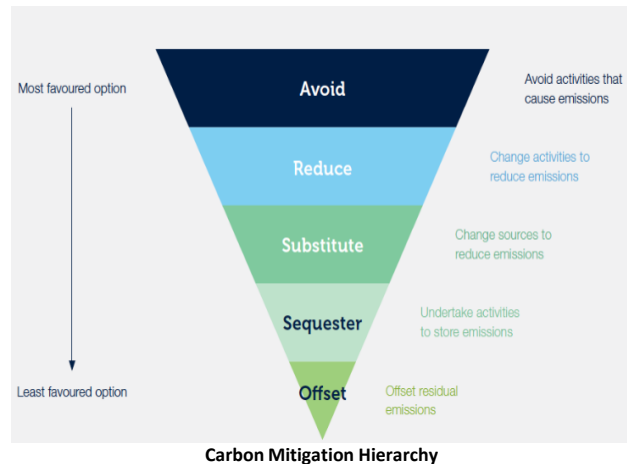 Most favoured option
Avoid
Avoid activities that
cause emissions
Reduce
Change activities to
reduce emissions
Substitute
Change sources to
reduce emissions
Sequester
Undertake activities
to store emissions
Least favoured option
Offset
Offset residual
emissions
Carbon Mitigation Hierarchy